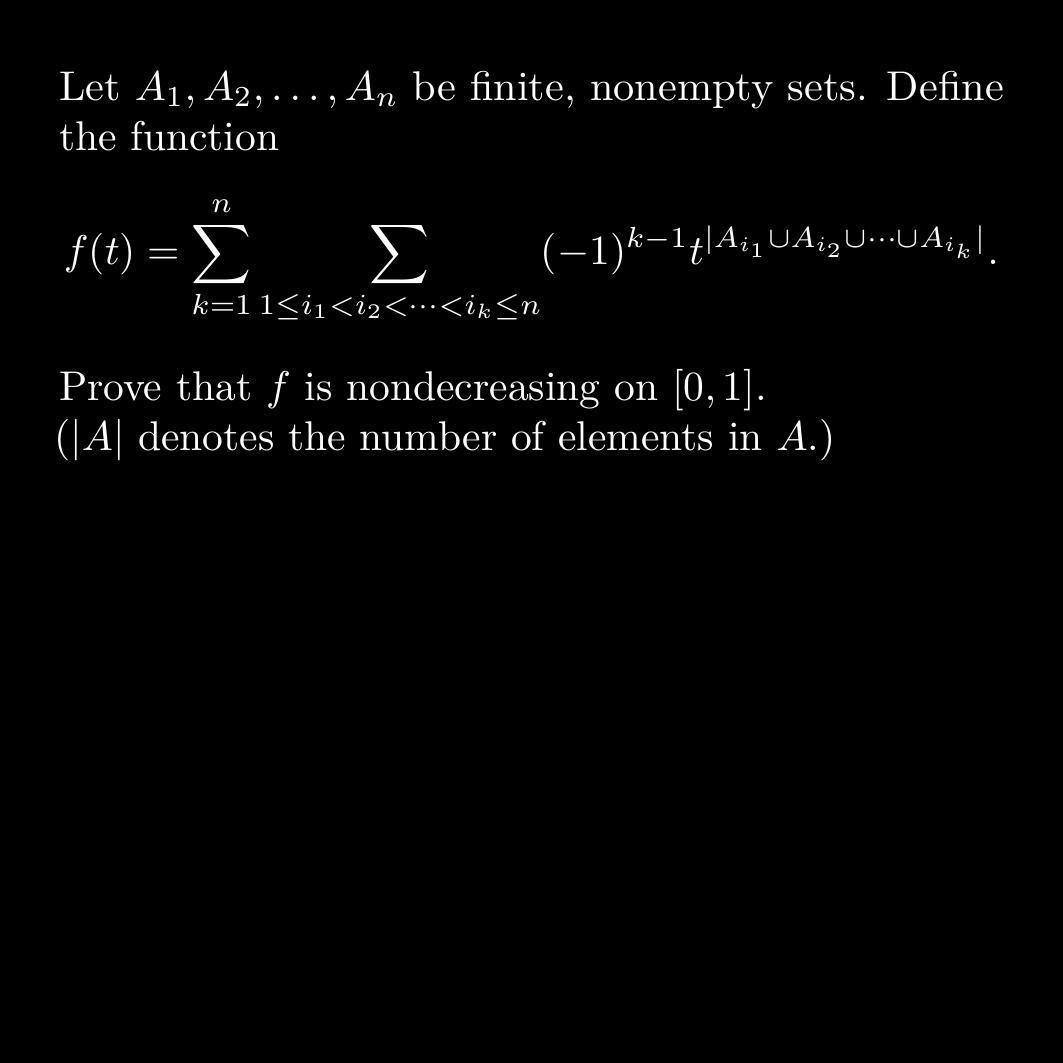 Let $A_1, A_2, \ldots, A_n$ be finite, nonempty sets. Define
the function
$f(t) = \sum_{k=1}^{n} \sum_{1 \leq i_1 < i_2 < \cdots < i_k \leq n} (-1)^{k-1} t^{|A_{i_1} \cup A_{i_2} \cup \cdots \cup A_{i_k}|}.$
Prove that $f$ is nondecreasing on $[0, 1]$.
($|A|$ denotes the number of elements in $A$.)